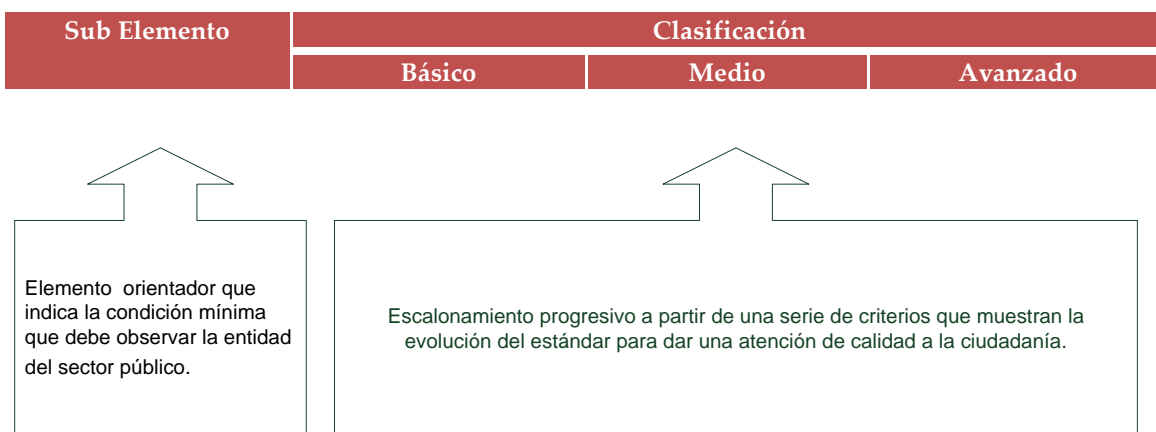 Sub Elemento
Clasificación
Básico
Medio
Avanzado
Elemento orientador que
indica la condición mínima
que debe observar la entidad
del sector público.
Escalonamiento progresivo a partir de una serie de criterios que muestran la
evolución del estándar para dar una atención de calidad a la ciudadanía.